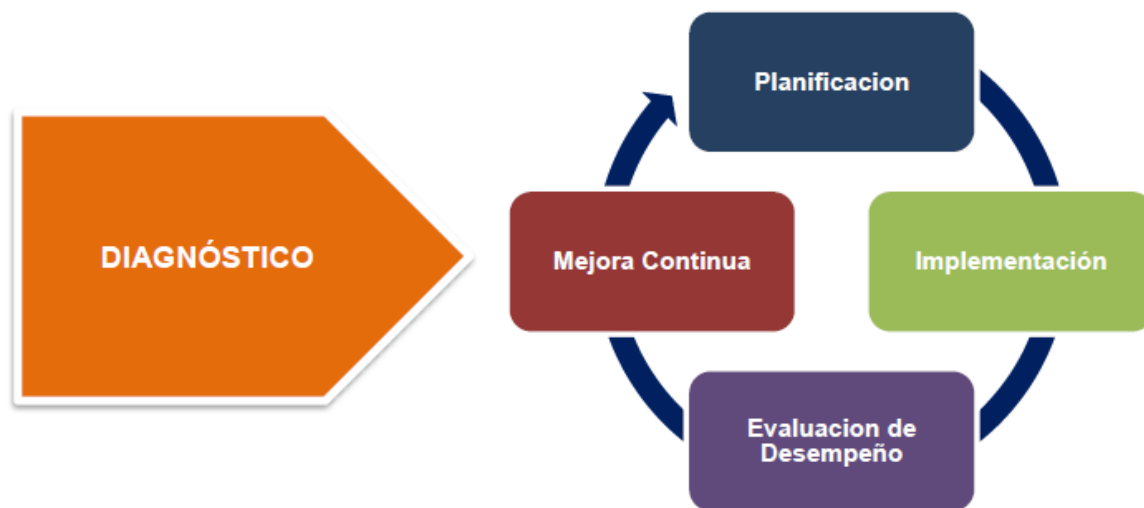 DIAGNÓSTICO
Planificacion
Implementación
Evaluacion de
Desempeño
Mejora Continua